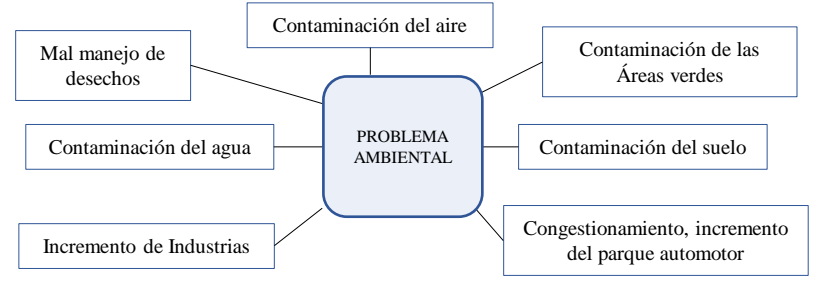 Contaminación del aire
Mal manejo de
desechos
Contaminación de las
Áreas verdes
PROBLEMA
AMBIENTAL
Contaminación del agua
Contaminación del suelo
Incremento de Industrias
Congestionamiento, incremento
del parque automotor